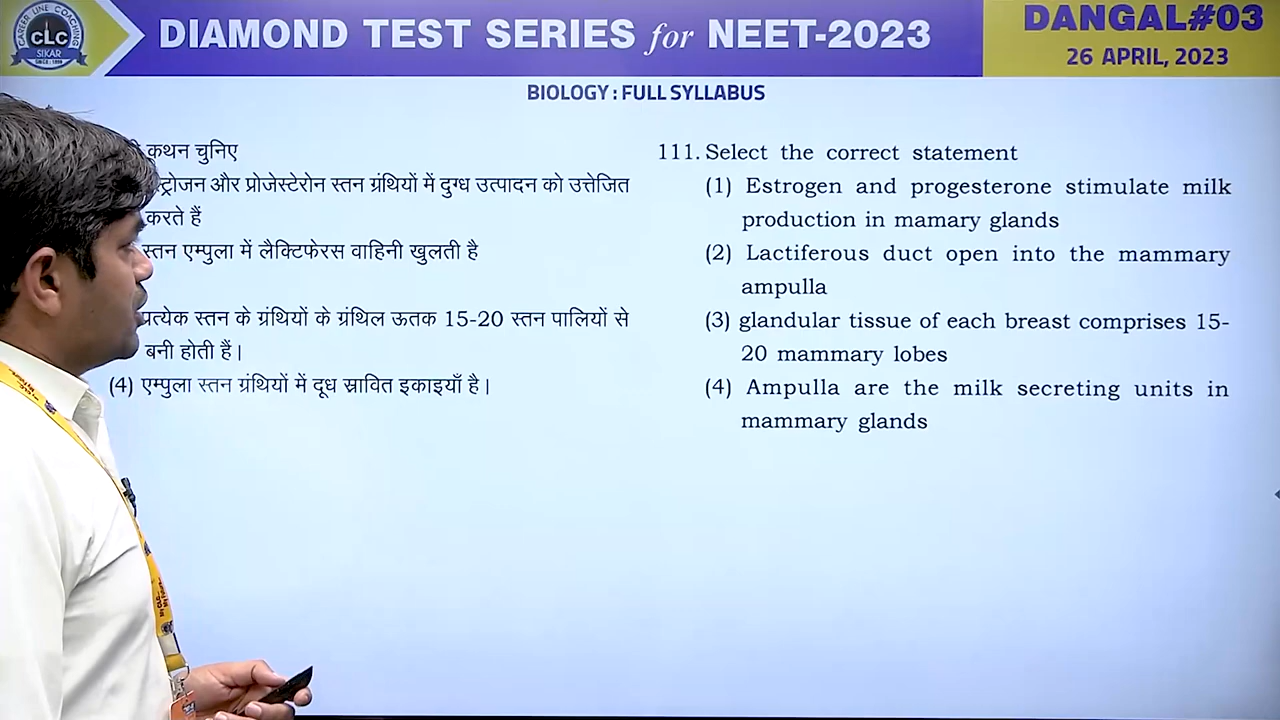 CAREER LINE COACHING
CLC
SIKAR
SINCE : 1996
DIAMOND TEST SERIES for NEET-2023
DANGAL#03
26 APRIL, 2023
BIOLOGY : FULL SYLLABUS
कथन चुनिए
और प्रोजेस्टेरोन स्तन ग्रंथियों में दुग्ध उत्पादन को उत्तेजित
करते हैं
स्तन एम्पुला में लैक्टिफेरस वाहिनी खुलती है
प्रत्येक स्तन के ग्रंथियों के ग्रंथिल ऊतक 15-20 स्तन पालियों से
बनी होती हैं।
(4) एम्पुला स्तन ग्रंथियों में दूध स्रावित इकाइयाँ है।
111. Select the correct statement
(1) Estrogen and progesterone stimulate milk
production in mamary glands
(2) Lactiferous duct open into the mammary
ampulla
(3) glandular tissue of each breast comprises 15-
20 mammary lobes
(4) Ampulla are the milk secreting units in
mammary glands